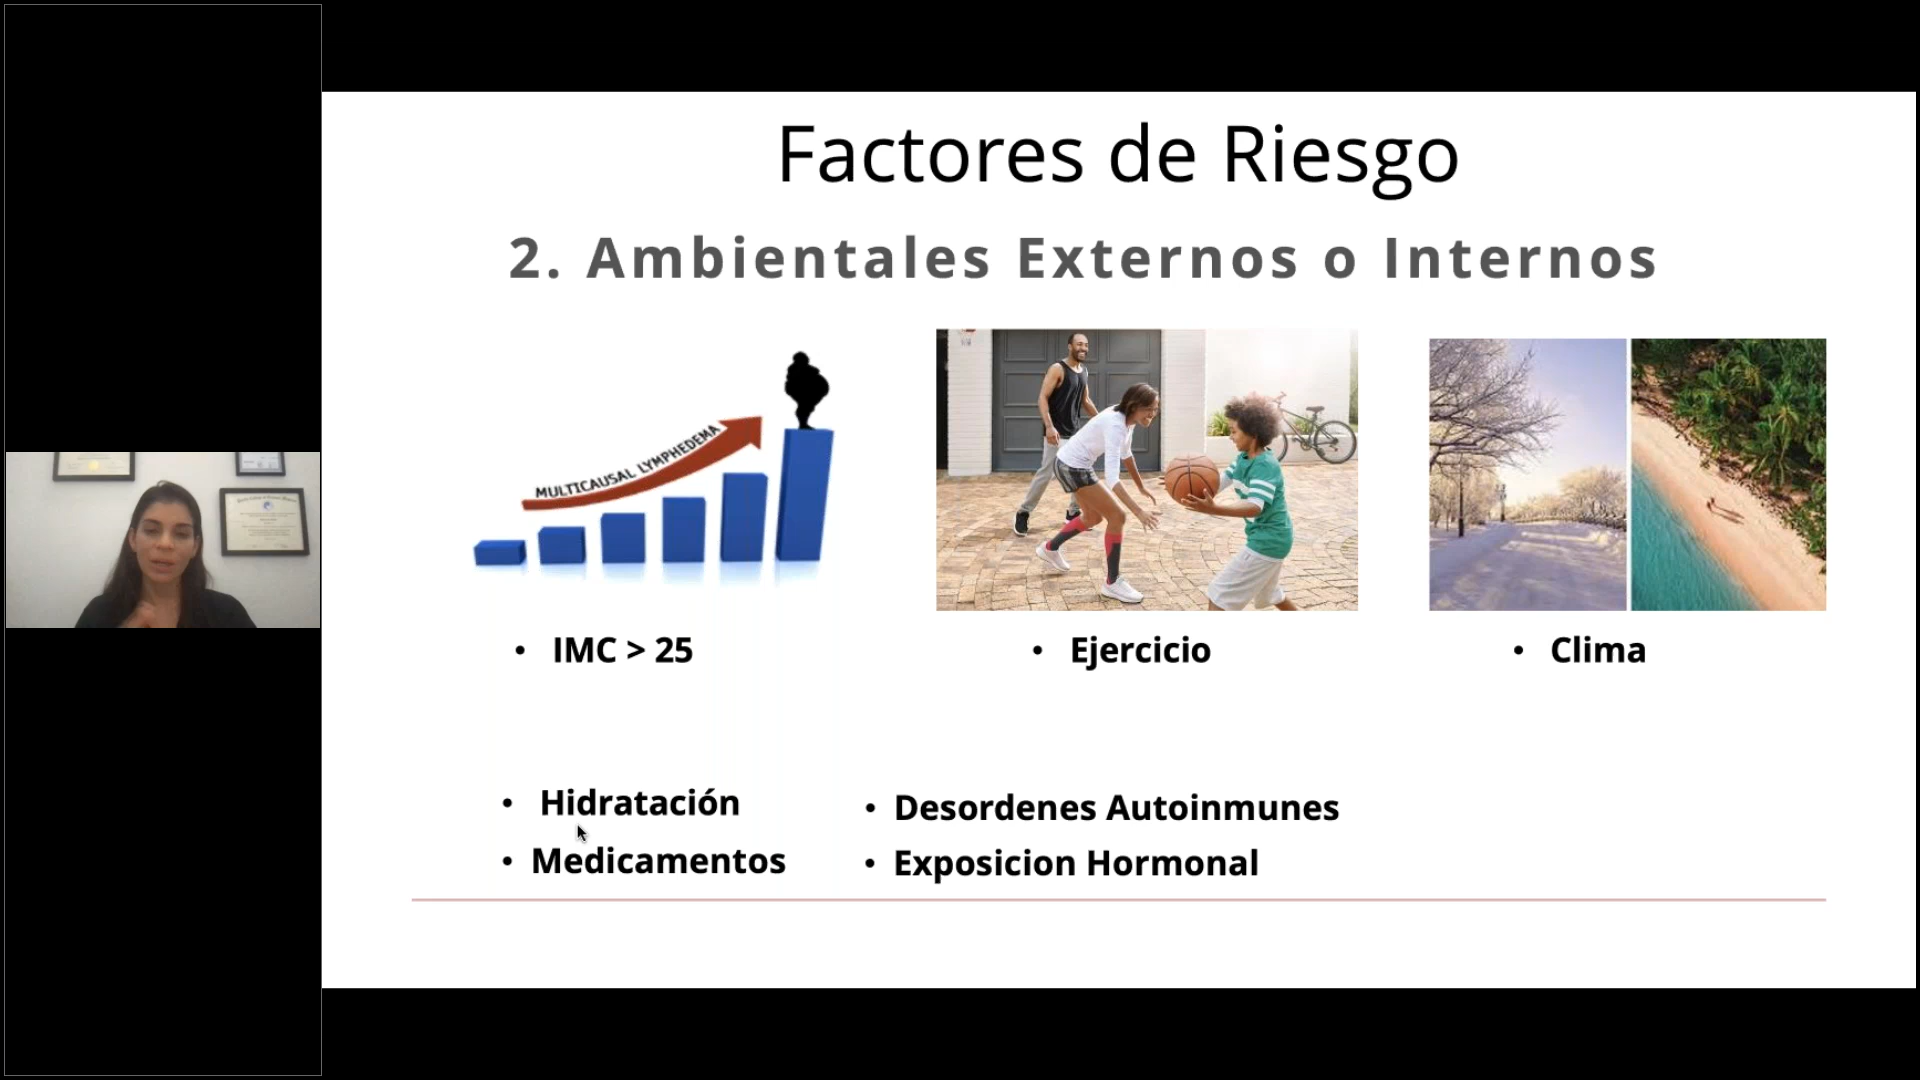 Factores de Riesgo
2. Ambientales Externos o Internos
MULTICAUSAL LYMPHEDEMA
• IMC > 25
• Ejercicio
• Clima
• Hidratación
• Medicamentos
• Desordenes Autoinmunes
• Exposicion Hormonal